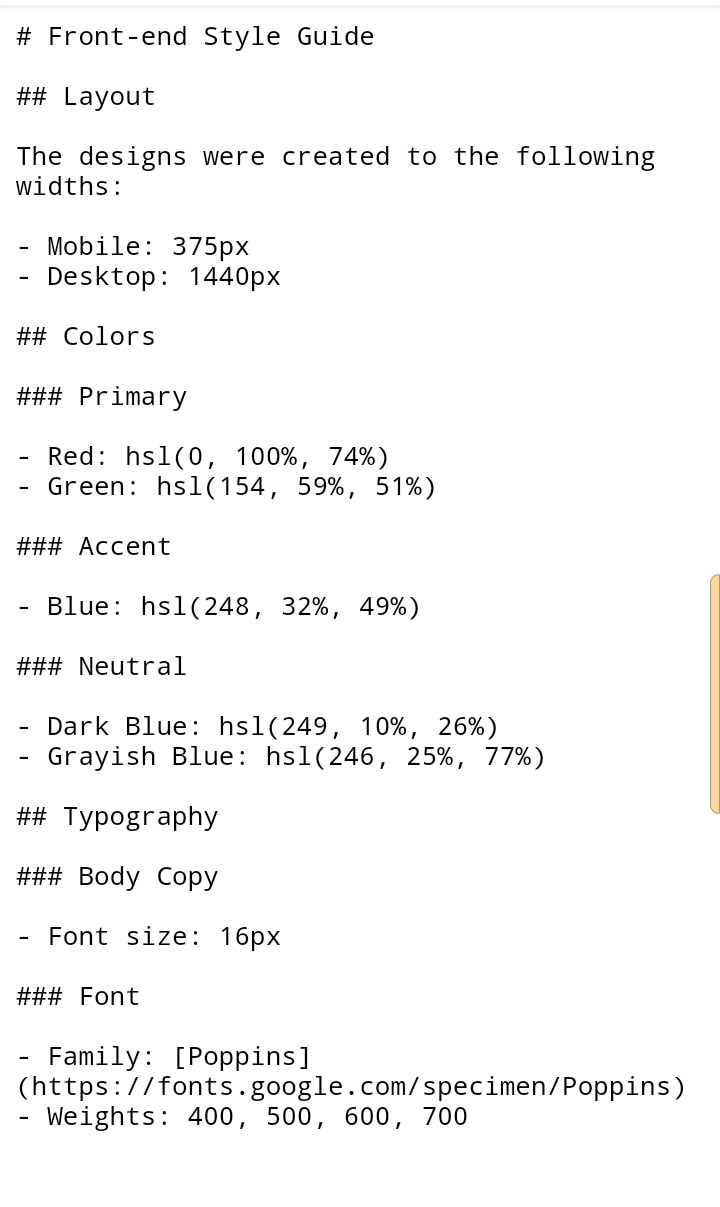 # Front-end Style Guide
## Layout
The designs were created to the following
widths:
- Mobile: 375px
- Desktop: 1440px
## Colors
### Primary
- Red: hsl(0, 100%, 74%)
- Green: hsl(154, 59%, 51%)
### Accent
- Blue: hsl(248, 32%, 49%)
### Neutral
- Dark Blue: hsl(249, 10%, 26%)
- Grayish Blue: hsl(246, 25%, 77%)
## Typography
### Body Copy
- Font size: 16px
### Font
- Family: [Poppins]
(https://fonts.google.com/specimen/Poppins)
- Weights: 400, 500, 600, 700